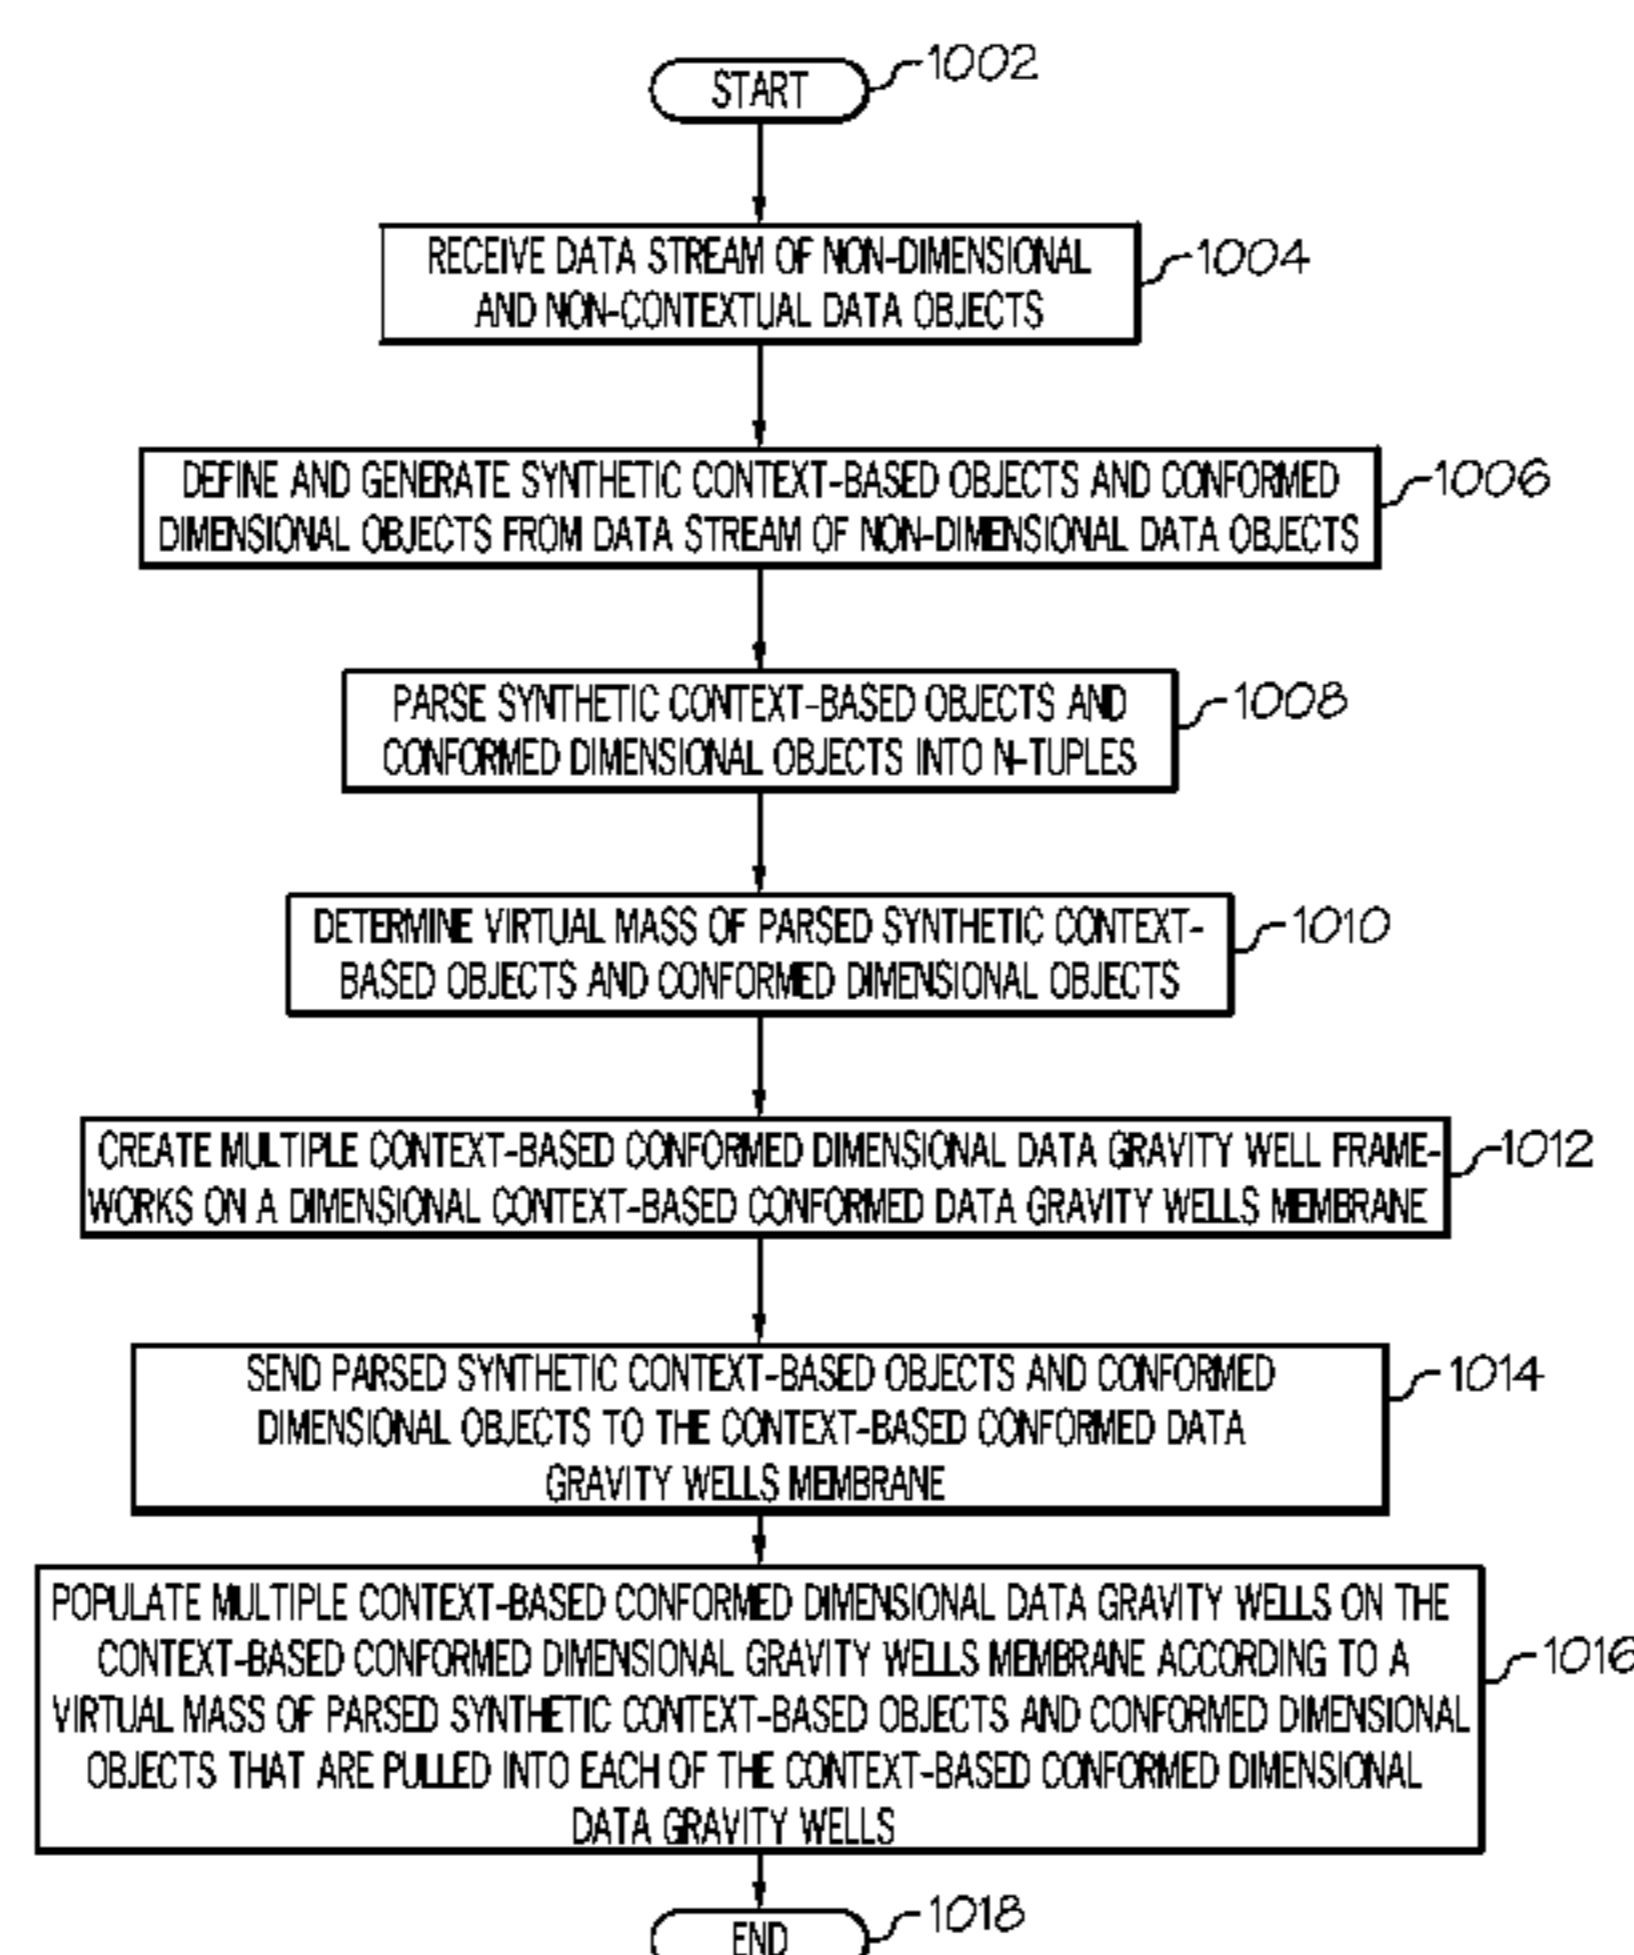 START
1002
RECEIVE DATA STREAM OF NON-DIMENSIONAL
AND NON-CONTEXTUAL DATA OBJECTS
1004
DEFINE AND GENERATE SYNTHETIC CONTEXT-BASED OBJECTS AND CONFORMED
DIMENSIONAL OBJECTS FROM DATA STREAM OF NON-DIMENSIONAL DATA OBJECTS
1006
PARSE SYNTHETIC CONTEXT-BASED OBJECTS AND
CONFORMED DIMENSIONAL OBJECTS INTO N-TUPLES
1008
DETERMINE VIRTUAL MASS OF PARSED SYNTHETIC CONTEXT-
BASED OBJECTS AND CONFORMED DIMENSIONAL OBJECTS
1010
CREATE MULTIPLE CONTEXT-BASED CONFORMED DIMENSIONAL DATA GRAVITY WELL FRAME-
WORKS ON A DIMENSIONAL CONTEXT-BASED CONFORMED DATA GRAVITY WELLS MEMBRANE
1012
SEND PARSED SYNTHETIC CONTEXT-BASED OBJECTS AND CONFORMED
DIMENSIONAL OBJECTS TO THE CONTEXT-BASED CONFORMED DATA
GRAVITY WELLS MEMBRANE
1014
POPULATE MULTIPLE CONTEXT-BASED CONFORMED DIMENSIONAL DATA GRAVITY WELLS ON THE
CONTEXT-BASED CONFORMED DIMENSIONAL GRAVITY WELLS MEMBRANE ACCORDING TO A
VIRTUAL MASS OF PARSED SYNTHETIC CONTEXT-BASED OBJECTS AND CONFORMED DIMENSIONAL
OBJECTS THAT ARE PULLED INTO EACH OF THE CONTEXT-BASED CONFORMED DIMENSIONAL
DATA GRAVITY WELLS
1016
END
1018